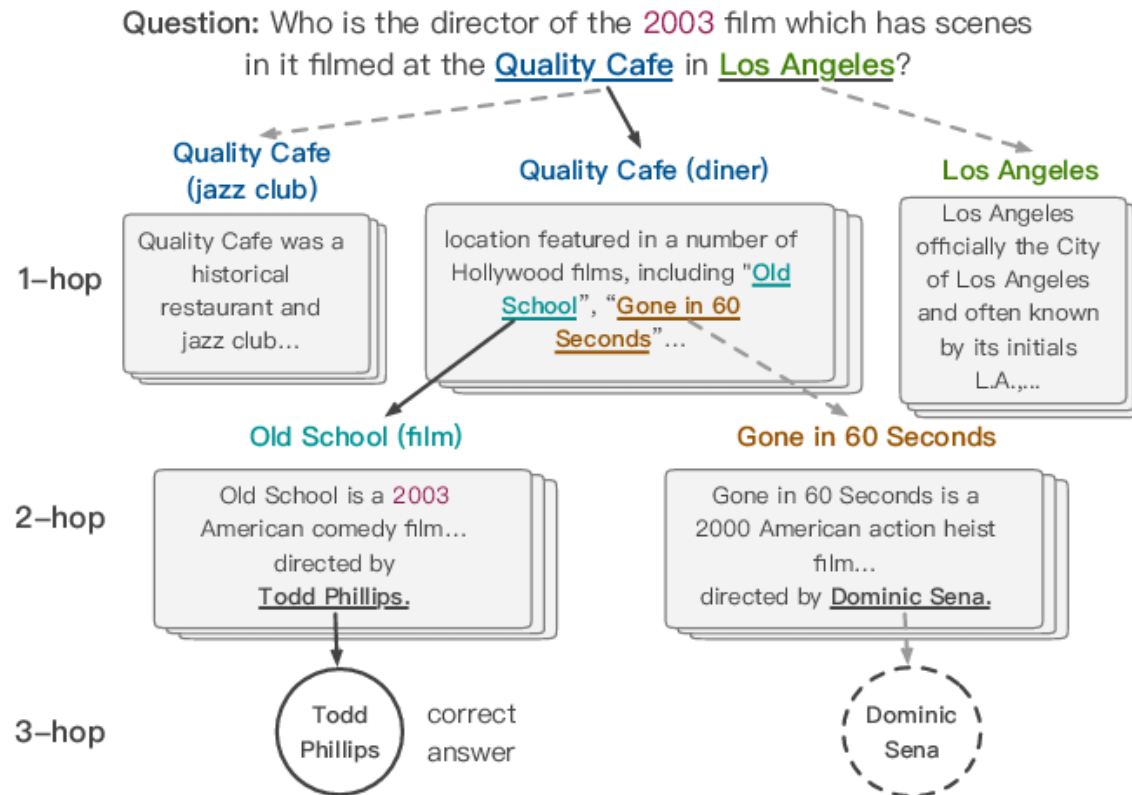 Question: Who is the director of the 2003 film which has scenes
in it filmed at the Quality Cafe in Los Angeles?
Quality Cafe
(jazz club)
Quality Cafe (diner)
Los Angeles
1-hop
Quality Cafe was a
historical
restaurant and
jazz club...
location featured in a number of
Hollywood films, including "Old
School”, “Gone in 60
Seconds”...
Los Angeles
officially the City
of Los Angeles
and often known
by its initials
L.A.,...
Old School (film)
Gone in 60 Seconds
2-hop
Old School is a 2003
American comedy film...
directed by
Todd Phillips.
Gone in 60 Seconds is a
2000 American action heist
film...
directed by Dominic Sena.
3-hop
Todd
Phillips
correct
answer
Dominic
Sena